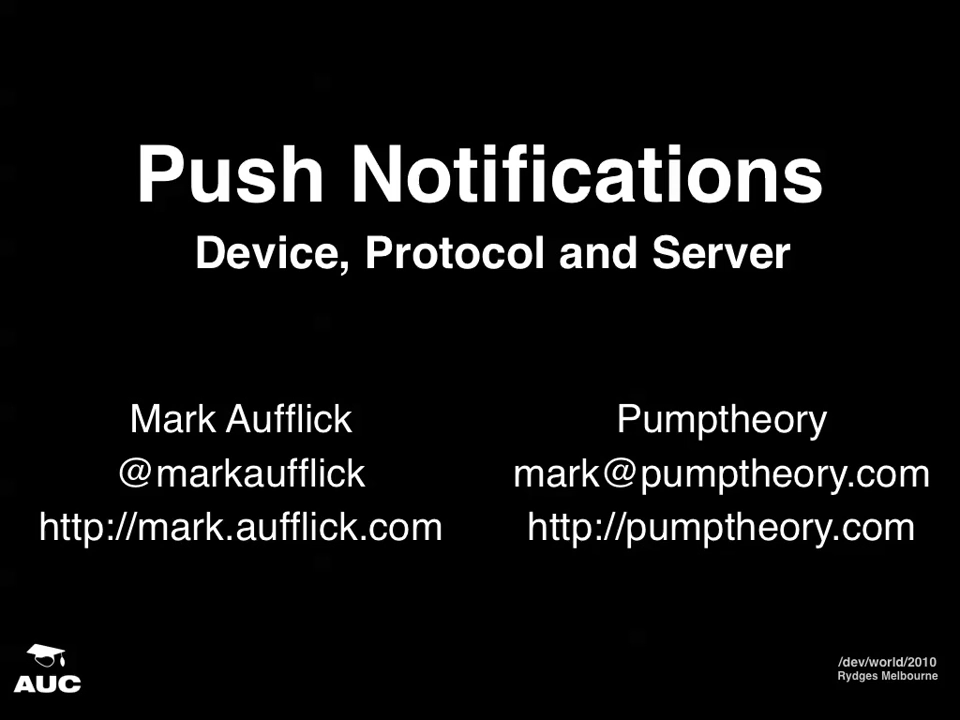 Push Notifications
Device, Protocol and Server
Mark Aufflick
@markaufflick
http://mark.aufflick.com
Pumptheory
mark@pumptheory.com
http://pumptheory.com
AUC
/dev/world/2010
Rydges Melbourne